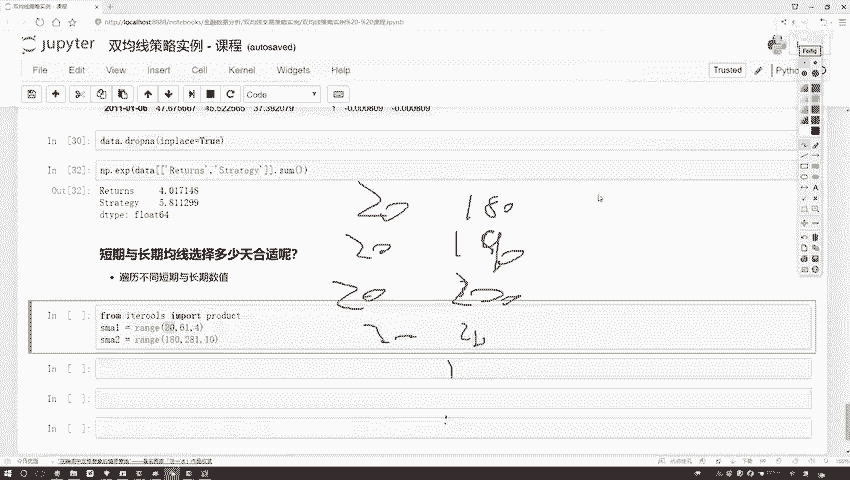 双均线策略实例 - 课程
http://localhost:8888/notebooks/金融数据分析/双均线交易策略实例/双均线策略实例%20-%20课程.ipynb
jupyter 双均线策略实例 - 课程 (autosaved)
File Edit View Insert Cell Kernel Widgets Help
Trusted
Code
2011-01-06 47.675667 45.522565 37.392079 1 -0.000809 -0.000809
In [30]: data.dropna(inplace=True)
In [32]: np.exp(data[['Returns','Strategy']].sum())
Out[32]: Returns 4.017148
Strategy 5.811299
dtype: float64
短期与长期均线选择多少天合适呢?
遍历不同短期与长期数值
In [ ]: from iterools import product
sma1 = range(20,61,4)
sma2 = range(180,281,10)
In [ ]:
In [ ]:
In [ ]:
20 180
20 190
20 200